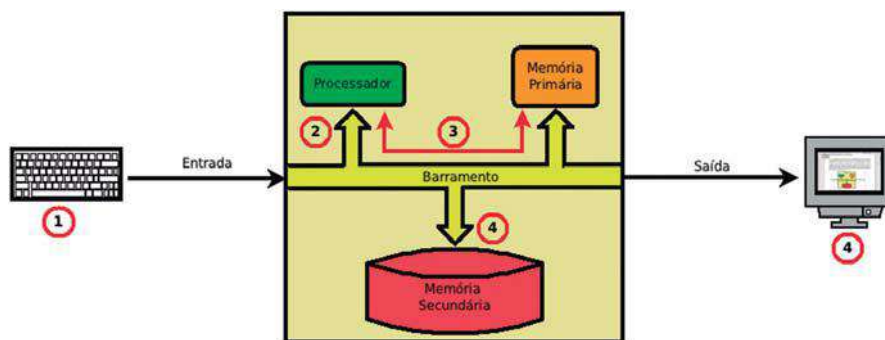 Processador
Memória
Primária
2
3
Entrada
Barramento
Saída
1
4
4
Memória
Secundária